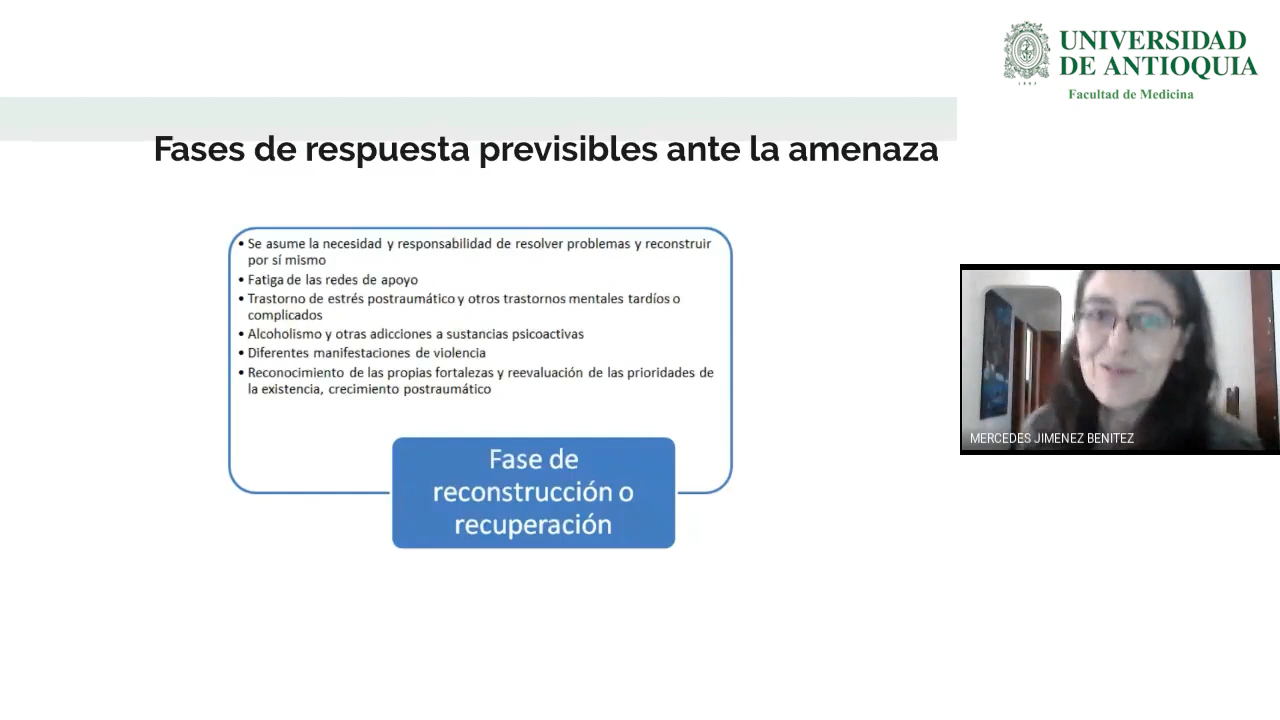 UNIVERSIDAD
DE ANTIOQUIA
1803
Facultad de Medicina
Fases de respuesta previsibles ante la amenaza
• Se asume la necesidad y responsabilidad de resolver problemas y reconstruir
por sí mismo
• Fatiga de las redes de apoyo
• Trastorno de estrés postraumático y otros trastornos mentales tardíos o
complicados
• Alcoholismo y otras adicciones a sustancias psicoactivas
• Diferentes manifestaciones de violencia
• Reconocimiento de las propias fortalezas y reevaluación de las prioridades de
la existencia, crecimiento postraumático
Fase de
reconstrucción o
recuperación
MERCEDES JIMENEZ BENITEZ